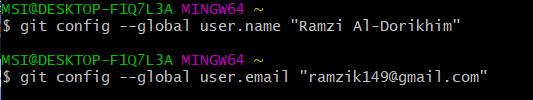 MSI@DESKTOP-F1Q7L3A MINGW64 ~
$ git config --global user.name "Ramzi Al-Dorikhim"
MSI@DESKTOP-F1Q7L3A MINGW64 ~
$ git config --global user.email "ramzik149@gmail.com"